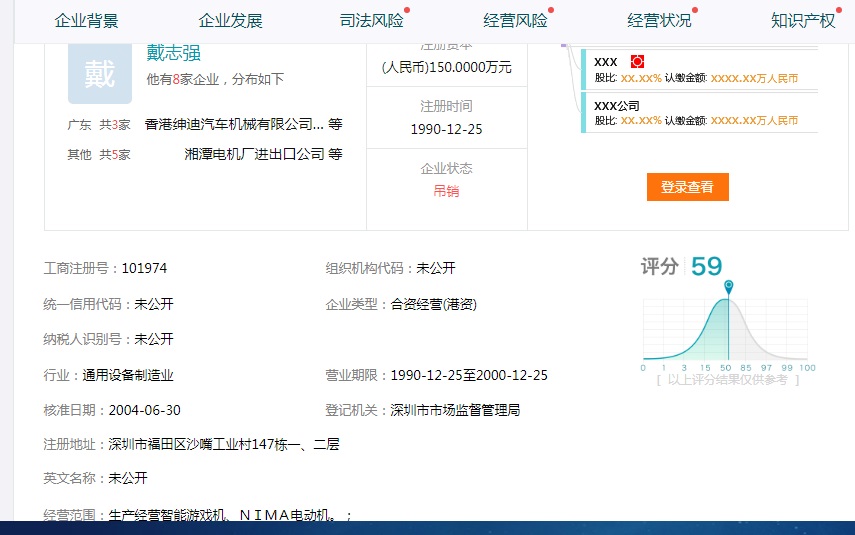 企业背景 企业发展 司法风险 经营风险 经营状况 知识产权
戴
戴志强
他有8家企业，分布如下
广东 共3家 香港绅迪汽车机械有限公司... 等
其他 共5家 湘潭电机厂进出口公司 等
注册资本
(人民币)150.0000万元
注册时间
1990-12-25
企业状态
吊销
XXX
股比: XX.XX% 认缴金额: XXXX.XX万人民币
XXX公司
股比: XX.XX% 认缴金额: XXXX.XX万人民币
登录查看
工商注册号：101974 组织机构代码：未公开
统一信用代码：未公开 企业类型：合资经营(港资)
纳税人识别号：未公开
行业：通用设备制造业 营业期限：1990-12-25至2000-12-25
核准日期：2004-06-30 登记机关：深圳市市场监督管理局
注册地址：深圳市福田区沙嘴工业村147栋一、二层
英文名称：未公开
经营范围：生产经营智能游戏机、ＮＩＭＡ电动机。；
评分 59
0 1 3 15 50 85 97 99 100
[ 以上评分结果仅供参考 ]